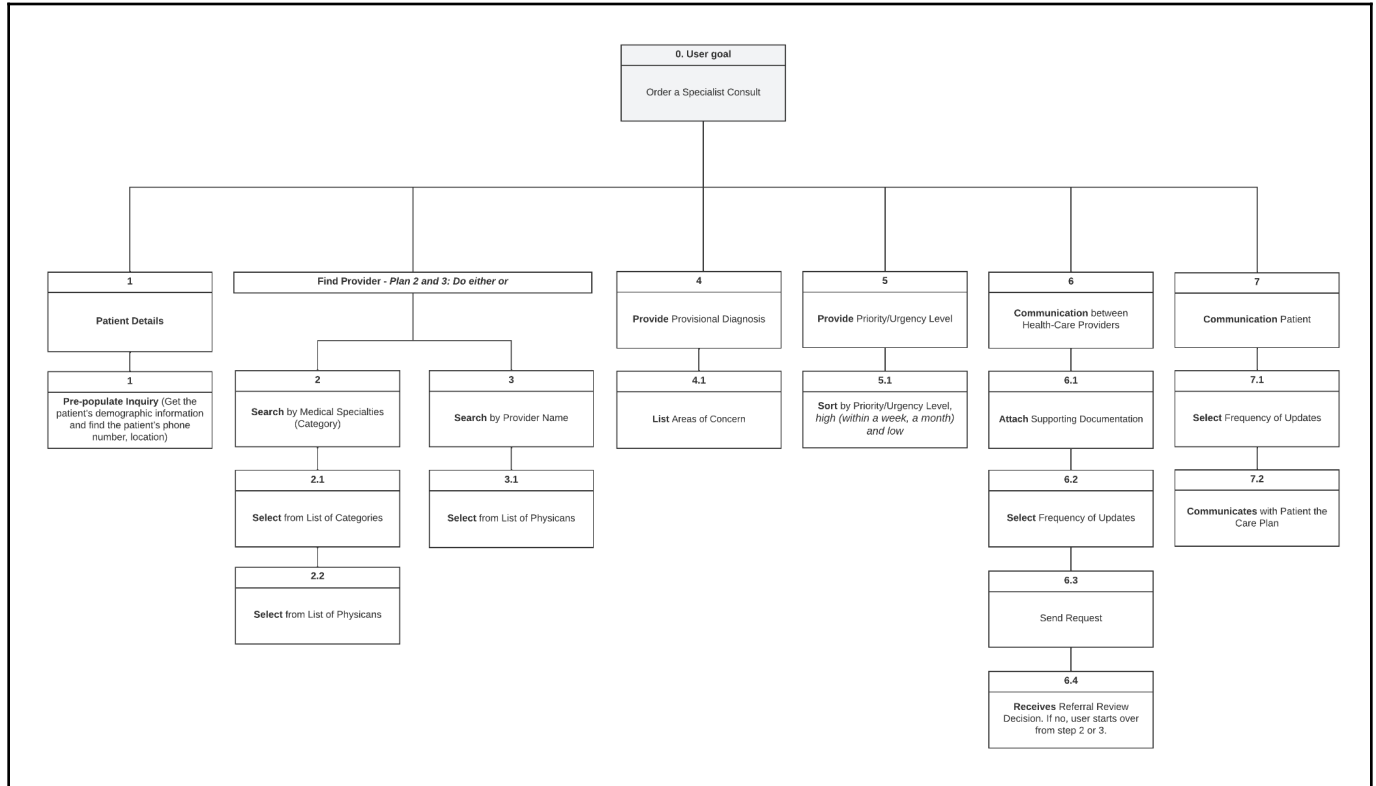 0. User goal
Order a Specialist Consult
1
Patient Details
1
Pre-populate Inquiry (Get the
patient's demographic information
and find the patient's phone
number, location)
Find Provider - Plan 2 and 3: Do either or
2
Search by Medical Specialties
(Category)
2.1
Select from List of Categories
2.2
Select from List of Physicans
3
Search by Provider Name
3.1
Select from List of Physicans
4
Provide Provisional Diagnosis
4.1
List Areas of Concern
5
Provide Priority/Urgency Level
5.1
Sort by Priority/Urgency Level,
high (within a week, a month)
and low
6
Communication between
Health-Care Providers
6.1
Attach Supporting Documentation
6.2
Select Frequency of Updates
6.3
Send Request
6.4
Receives Referral Review
Decision. If no, user starts over
from step 2 or 3.
7
Communication Patient
7.1
Select Frequency of Updates
7.2
Communicates with Patient the
Care Plan